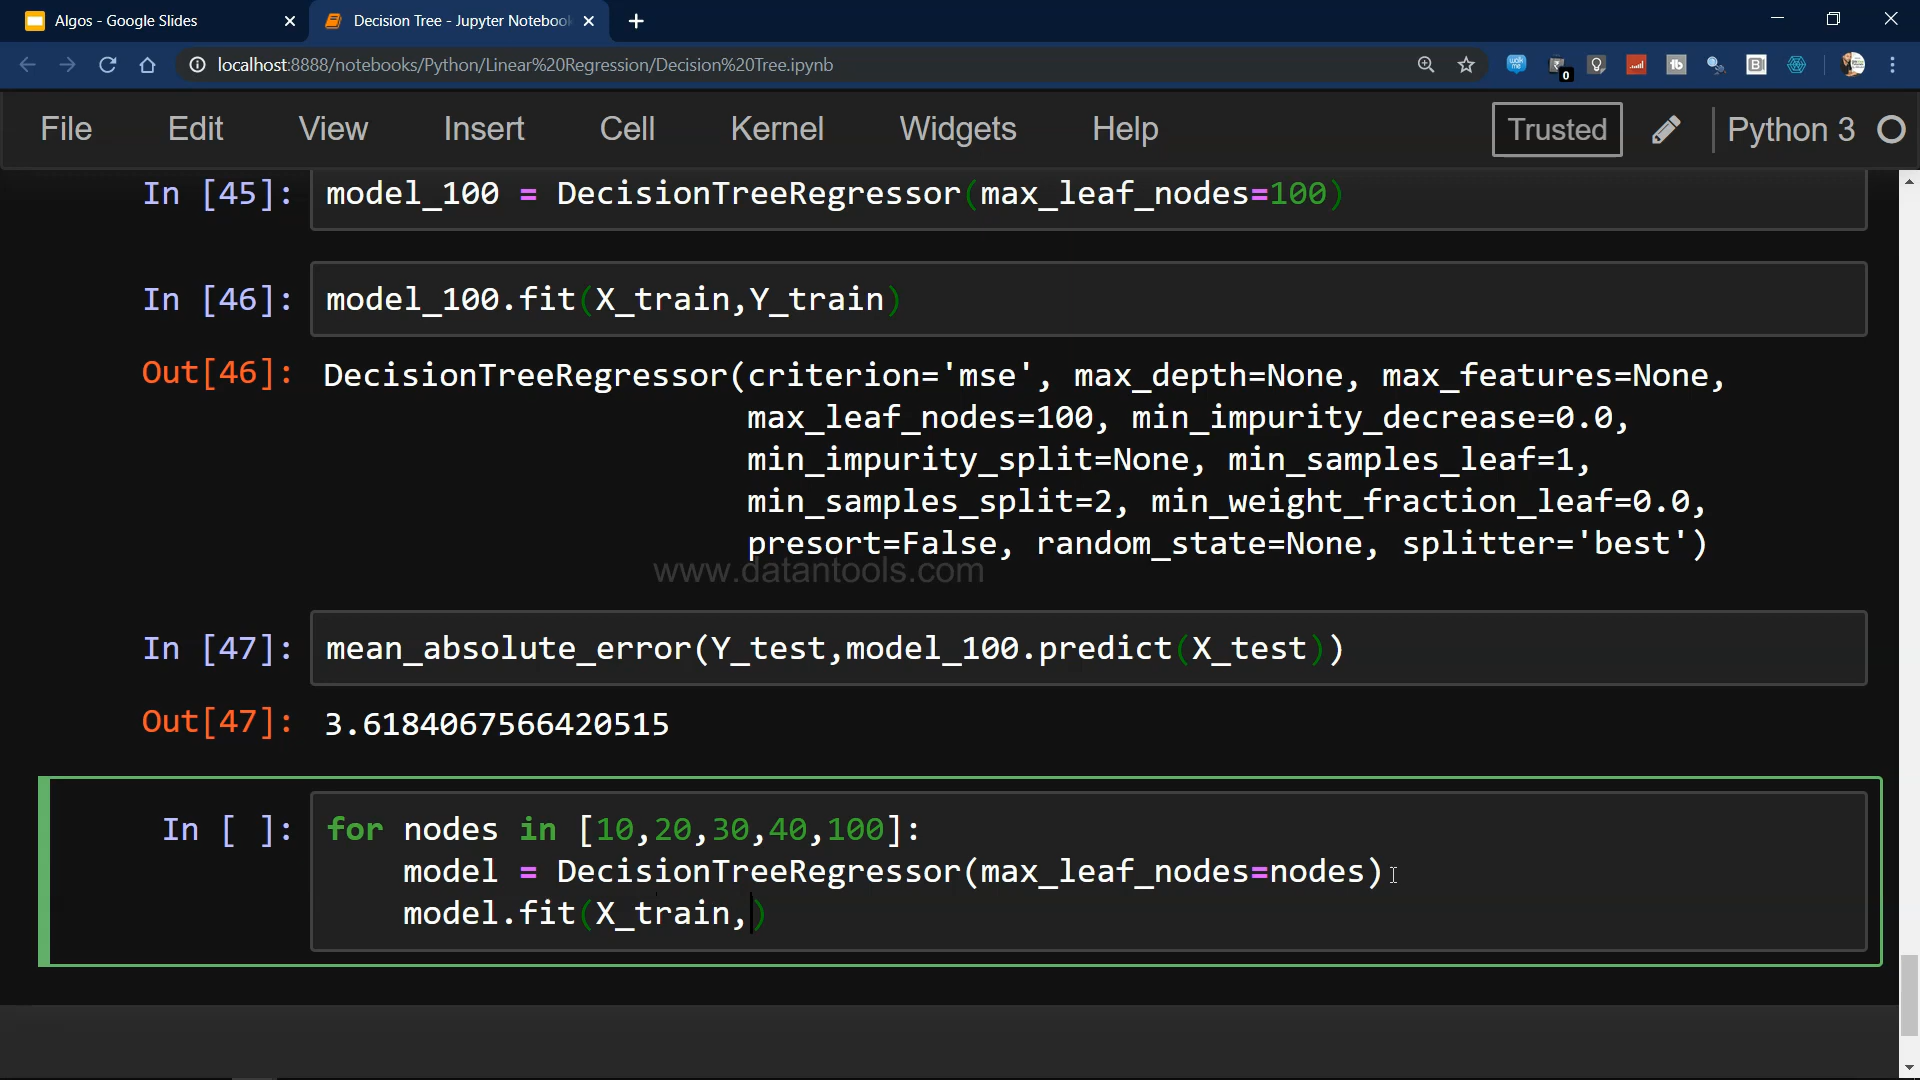 Algos - Google Slides
Decision Tree - Jupyter Notebook
localhost:8888/notebooks/Python/Linear%20Regression/Decision%20Tree.ipynb
0
File Edit View Insert Cell Kernel Widgets Help Trusted Python 3
In [45]: model_100 = DecisionTreeRegressor(max_leaf_nodes=100)
In [46]: model_100.fit(X_train,Y_train)
Out[46]: DecisionTreeRegressor(criterion='mse', max_depth=None, max_features=None,
max_leaf_nodes=100, min_impurity_decrease=0.0,
min_impurity_split=None, min_samples_leaf=1,
min_samples_split=2, min_weight_fraction_leaf=0.0,
presort=False, random_state=None, splitter='best')
www.datantools.com
In [47]: mean_absolute_error(Y_test,model_100.predict(X_test))
Out[47]: 3.6184067566420515
In [ ]: for nodes in [10,20,30,40,100]:
model = DecisionTreeRegressor(max_leaf_nodes=nodes)
model.fit(X_train,)